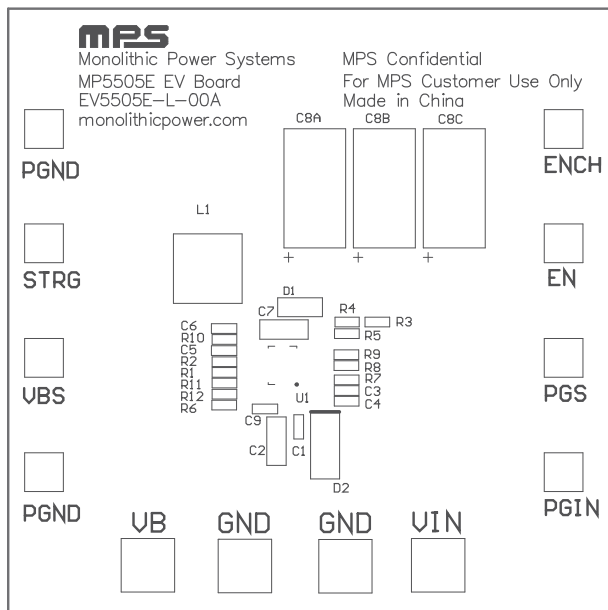 mps
Monolithic Power Systems
MP5505E EV Board
EV5505E-L-00A
monolithicpower.com
MPS Confidential
For MPS Customer Use Only
Made in China
C8A
C8B
C8C
PGND
ENCH
L1
+
+
+
STRG
EN
D1
C7
R4
R3
R5
C6
R10
C5
R2
R1
R11
R12
R6
R9
R8
R7
C3
C4
U1
VBS
PGS
C9
C2
C1
D2
PGND
PGIN
VB
GND
GND
VIN